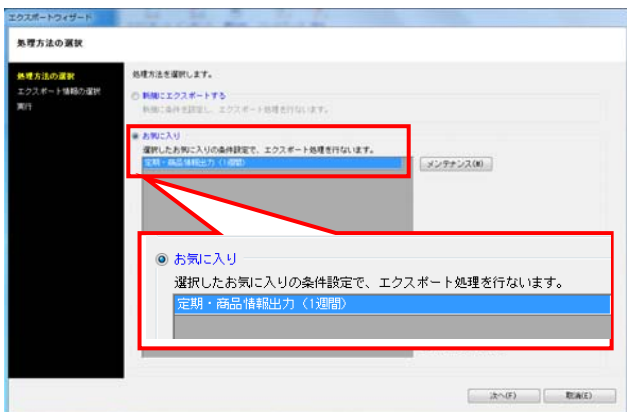 エクスポートウィザード
処理方法の選択
処理方法の選択
エクスポート情報の選択
実行
処理方法を選択します。
新規にエクスポートする
新規に条件を設定し、エクスポート処理を行ないます。
お気に入り
選択したお気に入りの条件設定で、エクスポート処理を行ないます。
定期・商品情報出力（1週間）
メンテナンス(M)
お気に入り
選択したお気に入りの条件設定で、エクスポート処理を行ないます。
定期・商品情報出力（1週間）
次へ(F)
取消(C)